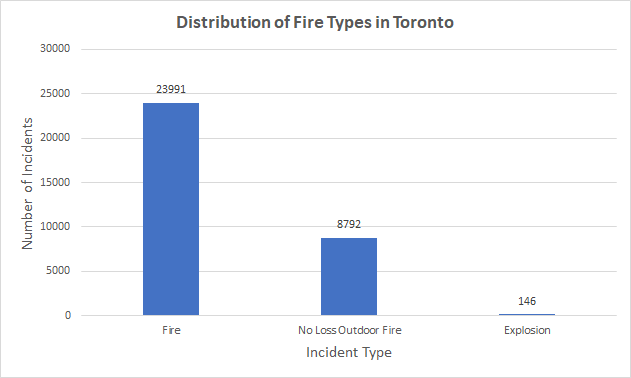 Distribution of Fire Types in Toronto
30000
25000
20000
15000
10000
5000
0
Number of Incidents
23991
8792
146
Fire
No Loss Outdoor Fire
Explosion
Incident Type